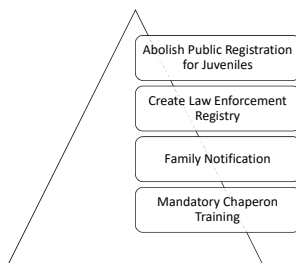 Abolish Public Registration
for Juveniles
Create Law Enforcement
Registry
Family Notification
Mandatory Chaperon
Training